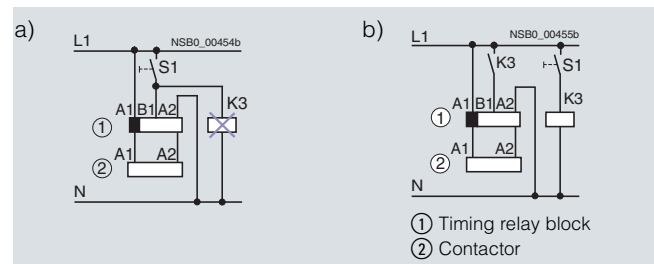 a)
L1
NSB0_00454b
S1
K3
A1 B1 A2
①
A1 A2
②
N
b)
L1
NSB0_00455b
K3
S1
K3
A1 B1 A2
①
A1 A2
②
N
① Timing relay block
② Contactor